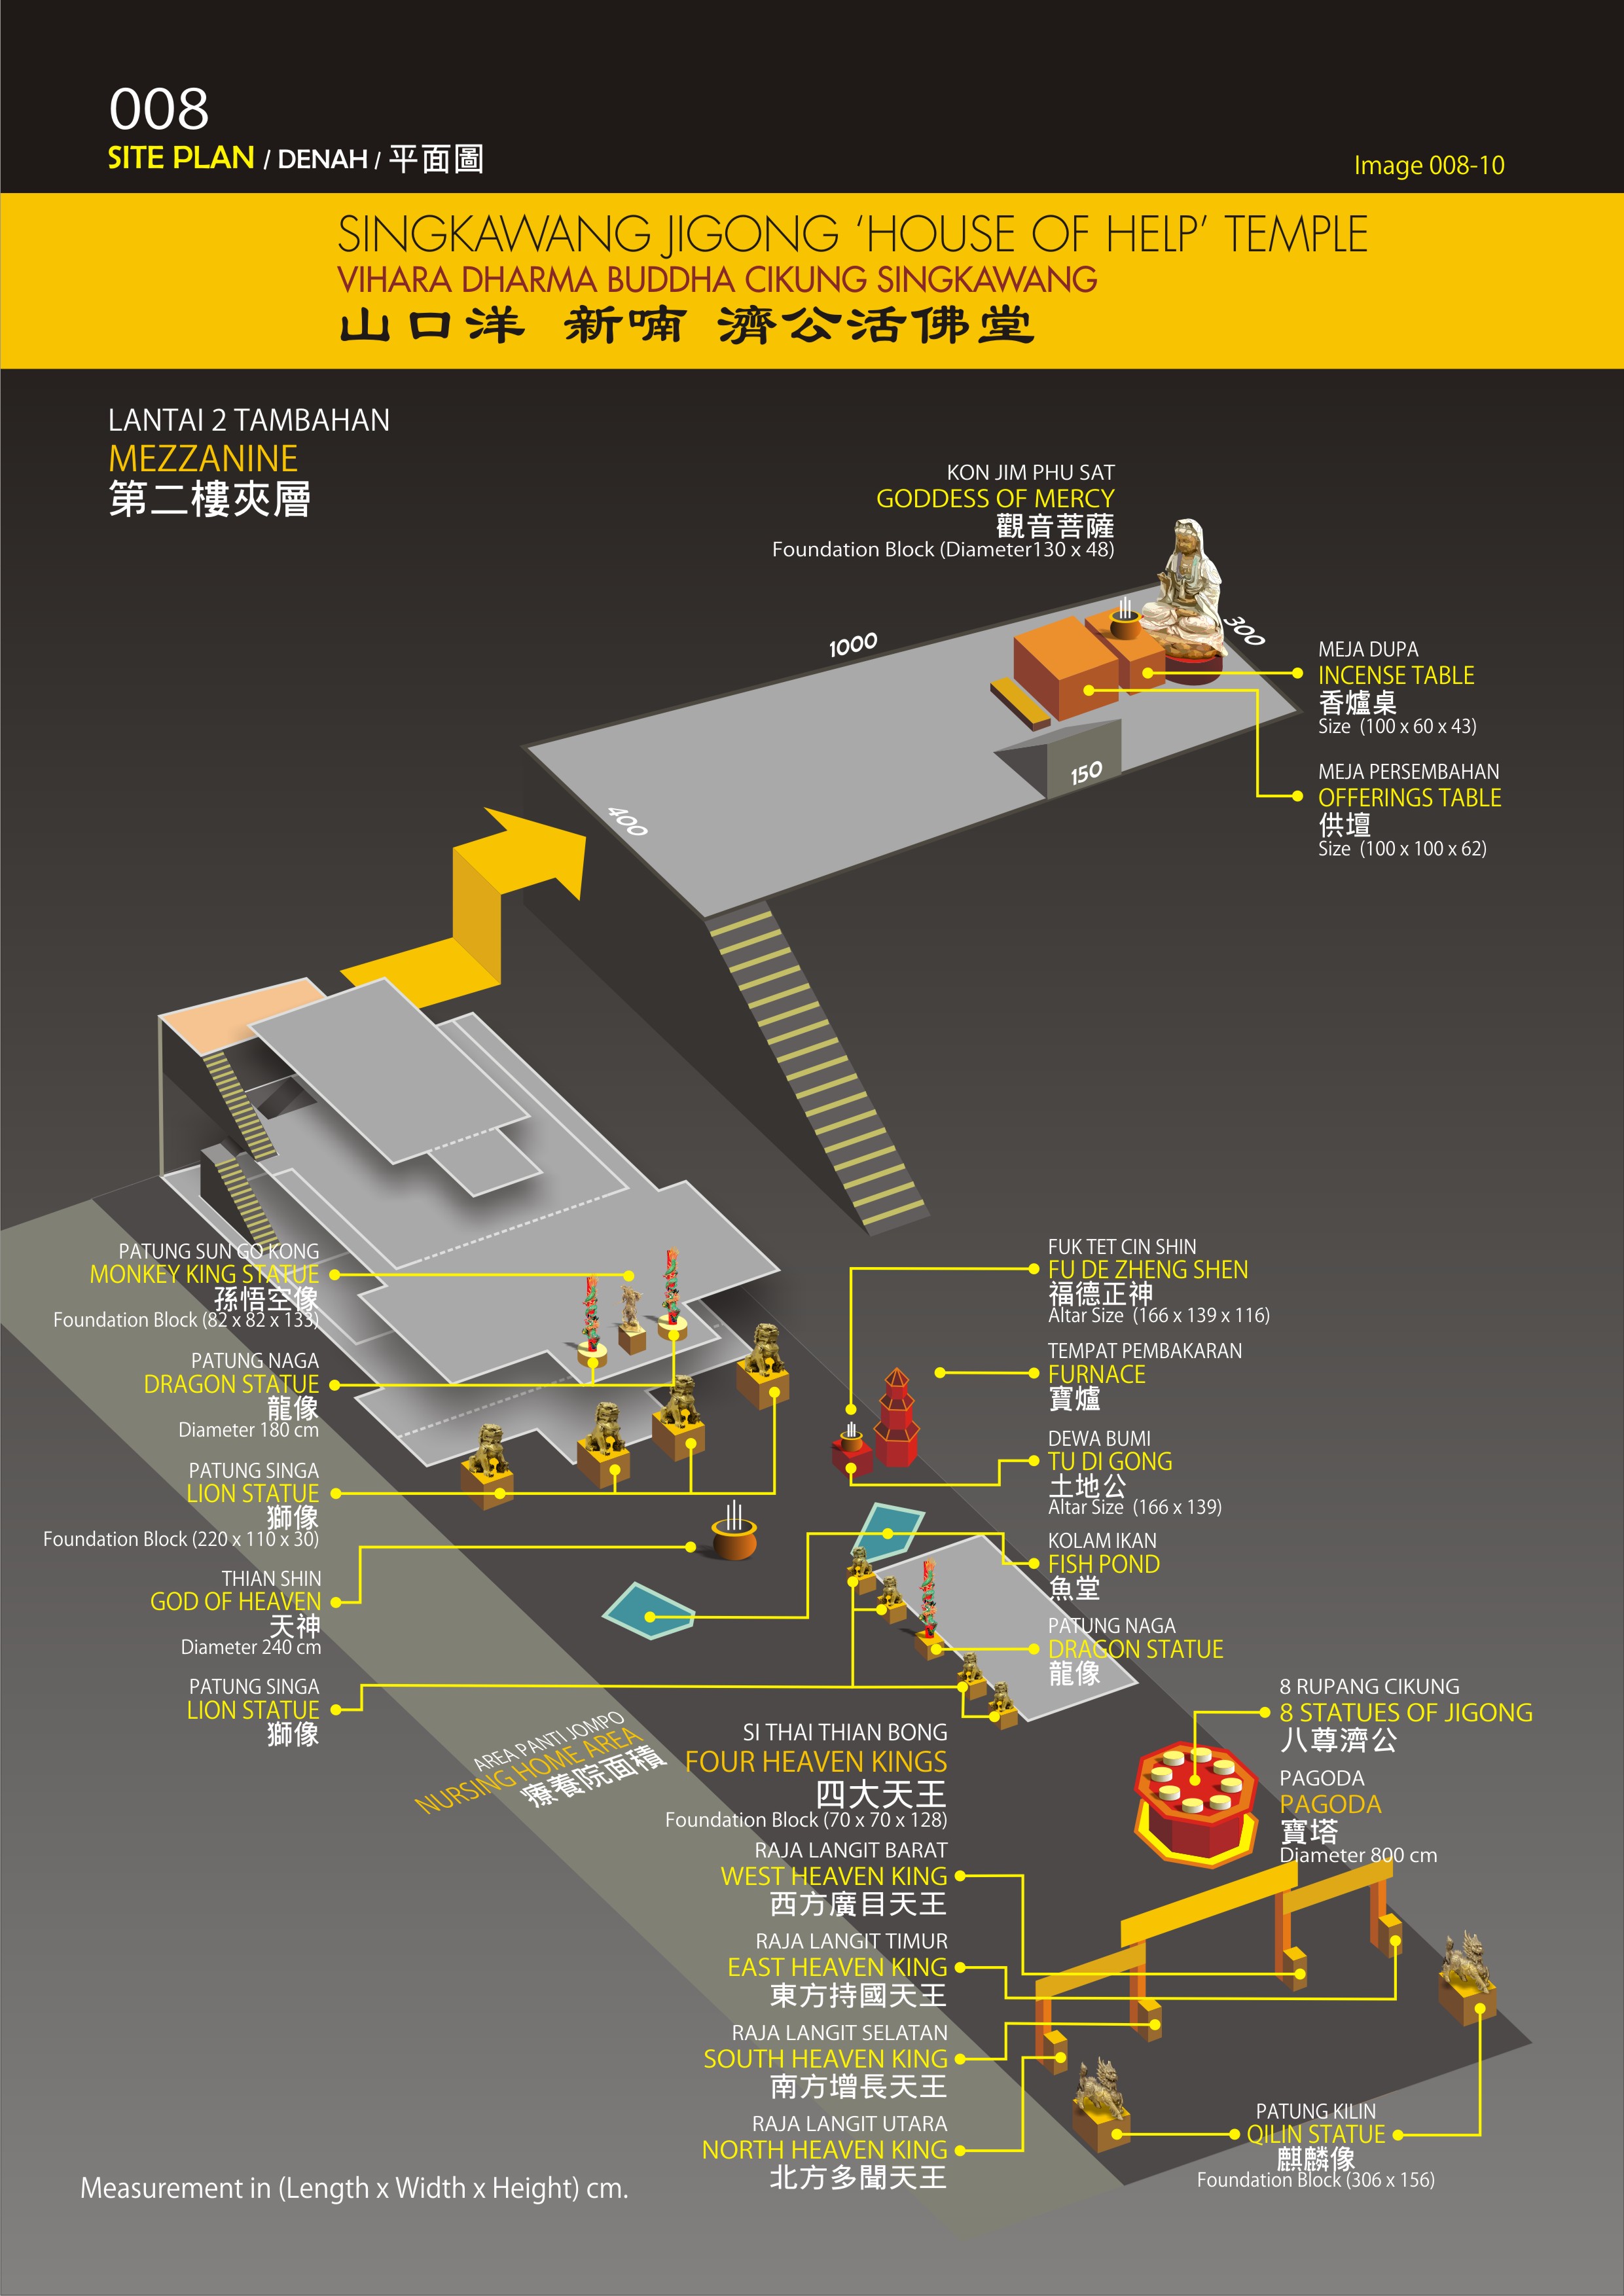 008
SITE PLAN / DENAH / 平面圖
Image 008-10
SINGKAWANG JIGONG ‘HOUSE OF HELP’ TEMPLE
VIHARA DHARMA BUDDHA CIKUNG SINGKAWANG
山口洋 新喃 濟公活佛堂
LANTAI 2 TAMBAHAN
MEZZANINE
第二樓夾層
KON JIM PHU SAT
GODDESS OF MERCY
觀音菩薩
Foundation Block (Diameter130 x 48)
1000
300
400
150
MEJA DUPA
INCENSE TABLE
香爐桌
Size (100 x 60 x 43)
MEJA PERSEMBAHAN
OFFERINGS TABLE
供壇
Size (100 x 100 x 62)
PATUNG SUN GO KONG
MONKEY KING STATUE
孫悟空像
Foundation Block (82 x 82 x 133)
PATUNG NAGA
DRAGON STATUE
龍像
Diameter 180 cm
PATUNG SINGA
LION STATUE
獅像
Foundation Block (220 x 110 x 30)
THIAN SHIN
GOD OF HEAVEN
天神
Diameter 240 cm
PATUNG SINGA
LION STATUE
獅像
FUK TET CIN SHIN
FU DE ZHENG SHEN
福德正神
Altar Size (166 x 139 x 116)
TEMPAT PEMBAKARAN
FURNACE
寶爐
DEWA BUMI
TU DI GONG
土地公
Altar Size (166 x 139)
KOLAM IKAN
FISH POND
魚堂
PATUNG NAGA
DRAGON STATUE
龍像
8 RUPANG CIKUNG
8 STATUES OF JIGONG
八尊濟公
PAGODA
PAGODA
寶塔
Diameter 800 cm
AREA PANTI JOMPO
NURSING HOME AREA
療養院面積
SI THAI THIAN BONG
FOUR HEAVEN KINGS
四大天王
Foundation Block (70 x 70 x 128)
RAJA LANGIT BARAT
WEST HEAVEN KING
西方廣目天王
RAJA LANGIT TIMUR
EAST HEAVEN KING
東方持國天王
RAJA LANGIT SELATAN
SOUTH HEAVEN KING
南方增長天王
RAJA LANGIT UTARA
NORTH HEAVEN KING
北方多聞天王
PATUNG KILIN
QILIN STATUE
麒麟像
Foundation Block (306 x 156)
Measurement in (Length x Width x Height) cm.